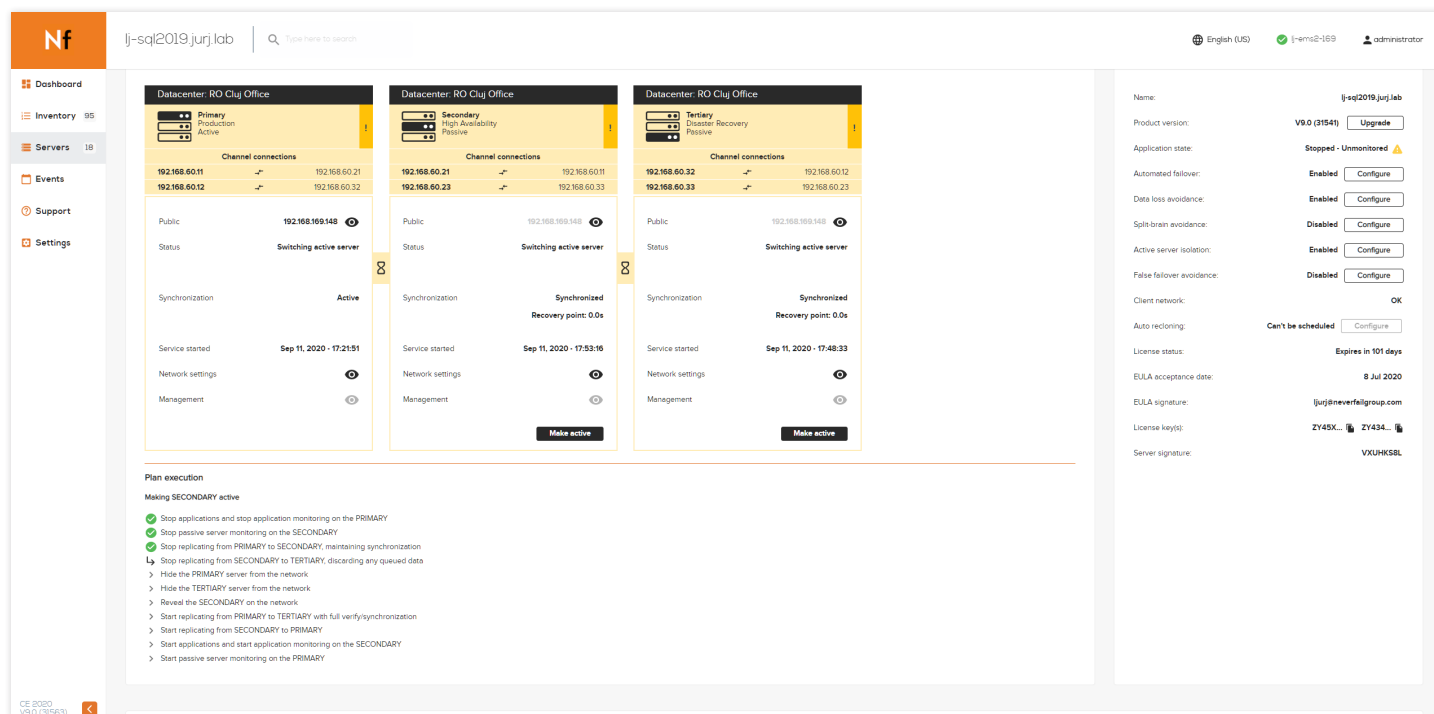 Nf
lj-sql2019.jurj.lab
Type here to search
English (US)
lj-ems2-169
administrator
Dashboard
Inventory 95
Servers 18
Events
Support
Settings
CE 2020
V9.0 (31563)
Datacenter: RO Cluj Office
Primary
Production
Active
!
Channel connections
192.168.60.11 192.168.60.21
192.168.60.12 192.168.60.32
Public 192.168.169.148
Status Switching active server
Synchronization Active
Service started Sep 11, 2020 - 17:21:51
Network settings
Management
Datacenter: RO Cluj Office
Secondary
High Availability
Passive
!
Channel connections
192.168.60.21 192.168.60.11
192.168.60.23 192.168.60.33
Public 192.168.169.148
Status Switching active server
Synchronization Synchronized
Recovery point: 0.0s
Service started Sep 11, 2020 - 17:53:16
Network settings
Management
Make active
Datacenter: RO Cluj Office
Tertiary
Disaster Recovery
Passive
!
Channel connections
192.168.60.32 192.168.60.12
192.168.60.33 192.168.60.23
Public 192.168.169.148
Status Switching active server
Synchronization Synchronized
Recovery point: 0.0s
Service started Sep 11, 2020 - 17:48:33
Network settings
Management
Make active
Plan execution
Making SECONDARY active
Stop applications and stop application monitoring on the PRIMARY
Stop passive server monitoring on the SECONDARY
Stop replicating from PRIMARY to SECONDARY, maintaining synchronization
Stop replicating from SECONDARY to TERTIARY, discarding any queued data
Hide the PRIMARY server from the network
Hide the TERTIARY server from the network
Reveal the SECONDARY on the network
Start replicating from PRIMARY to TERTIARY with full verify/synchronization
Start replicating from SECONDARY to PRIMARY
Start applications and start application monitoring on the SECONDARY
Start passive server monitoring on the PRIMARY
Name: lj-sql2019.jurj.lab
Product version: V9.0 (31541) Upgrade
Application state: Stopped - Unmonitored
Automated failover: Enabled Configure
Data loss avoidance: Enabled Configure
Split-brain avoidance: Disabled Configure
Active server isolation: Enabled Configure
False failover avoidance: Disabled Configure
Client network: OK
Auto recloning: Can't be scheduled Configure
License status: Expires in 101 days
EULA acceptance date: 8 Jul 2020
EULA signature: ljurj@neverfailgroup.com
License key(s): ZY45X... ZY434...
Server signature: VXUHKS8L